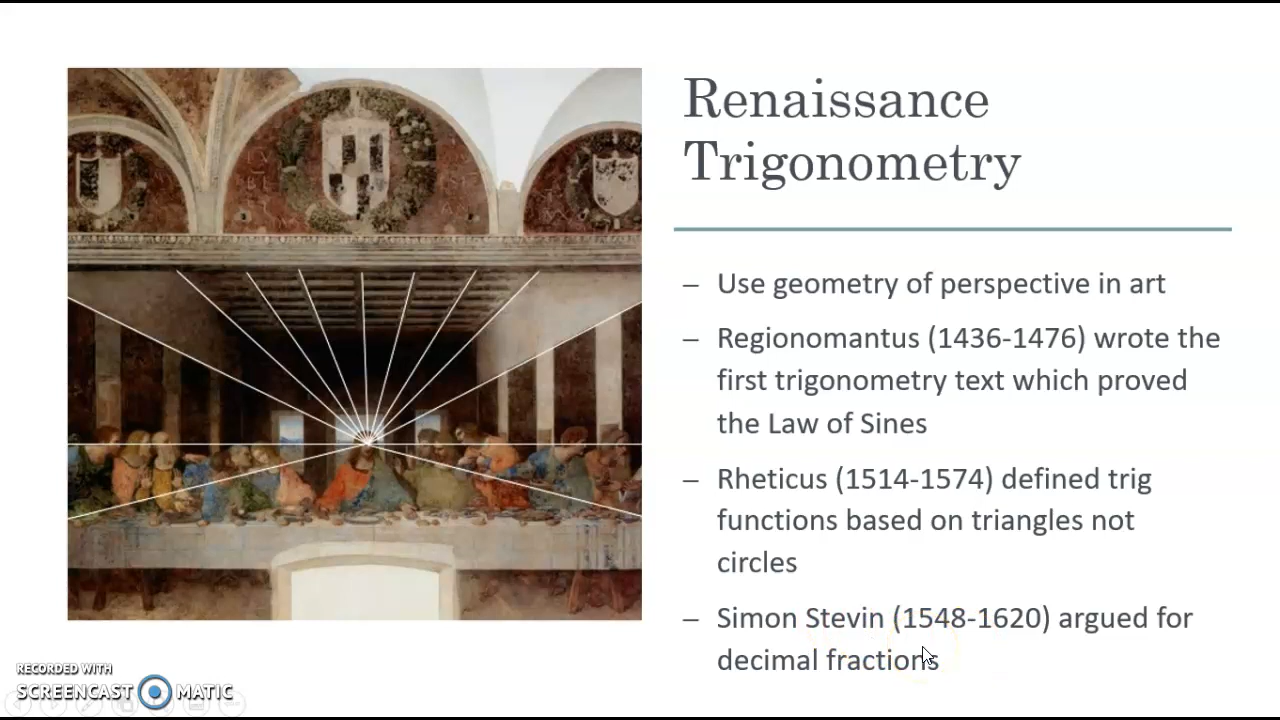 Renaissance
Trigonometry
– Use geometry of perspective in art
– Regionomantus (1436-1476) wrote the
first trigonometry text which proved
the Law of Sines
– Rheticus (1514-1574) defined trig
functions based on triangles not
circles
– Simon Stevin (1548-1620) argued for
decimal fractions
RECORDED WITH
SCREENCAST MATIC